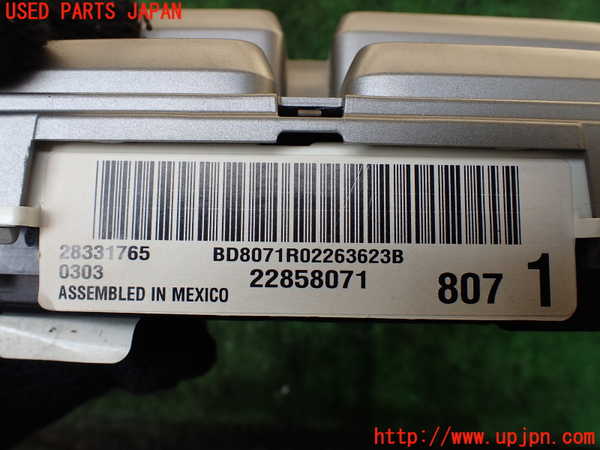 USED PARTS JAPAN
28331765
BD8071R02263623B
0303
22858071
ASSEMBLED IN MEXICO
807 1
http://www.upjpn.com/